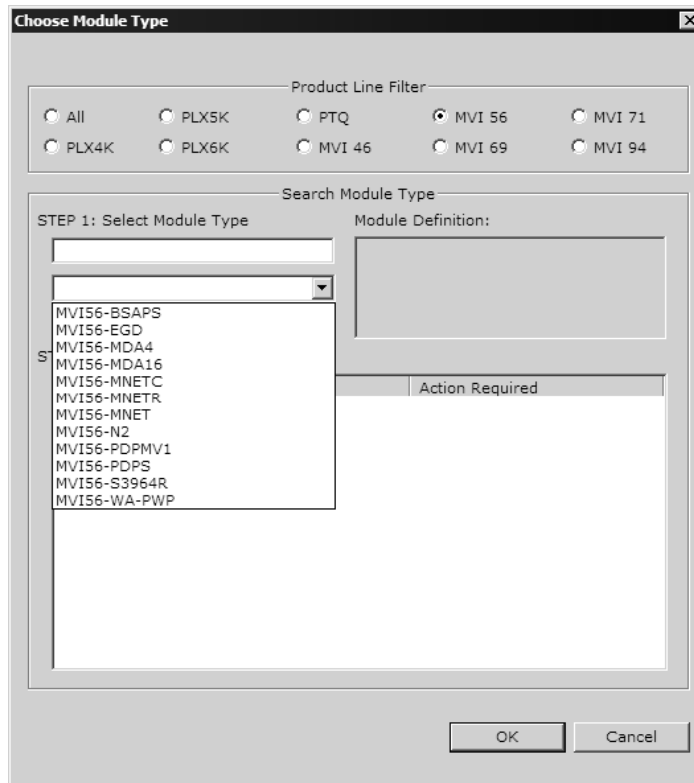 Choose Module Type
Product Line Filter
All PLX5K PTQ MVI 56 MVI 71
PLX4K PLX6K MVI 46 MVI 69 MVI 94
Search Module Type
STEP 1: Select Module Type Module Definition:
MVI56-BSAPS
MVI56-EGD
MVI56-MDA4
MVI56-MDA16
MVI56-MNETC
MVI56-MNETR
MVI56-MNET
MVI56-N2
MVI56-PDPMV1
MVI56-PDPS
MVI56-S3964R
MVI56-WA-PWP
Action Required
OK Cancel